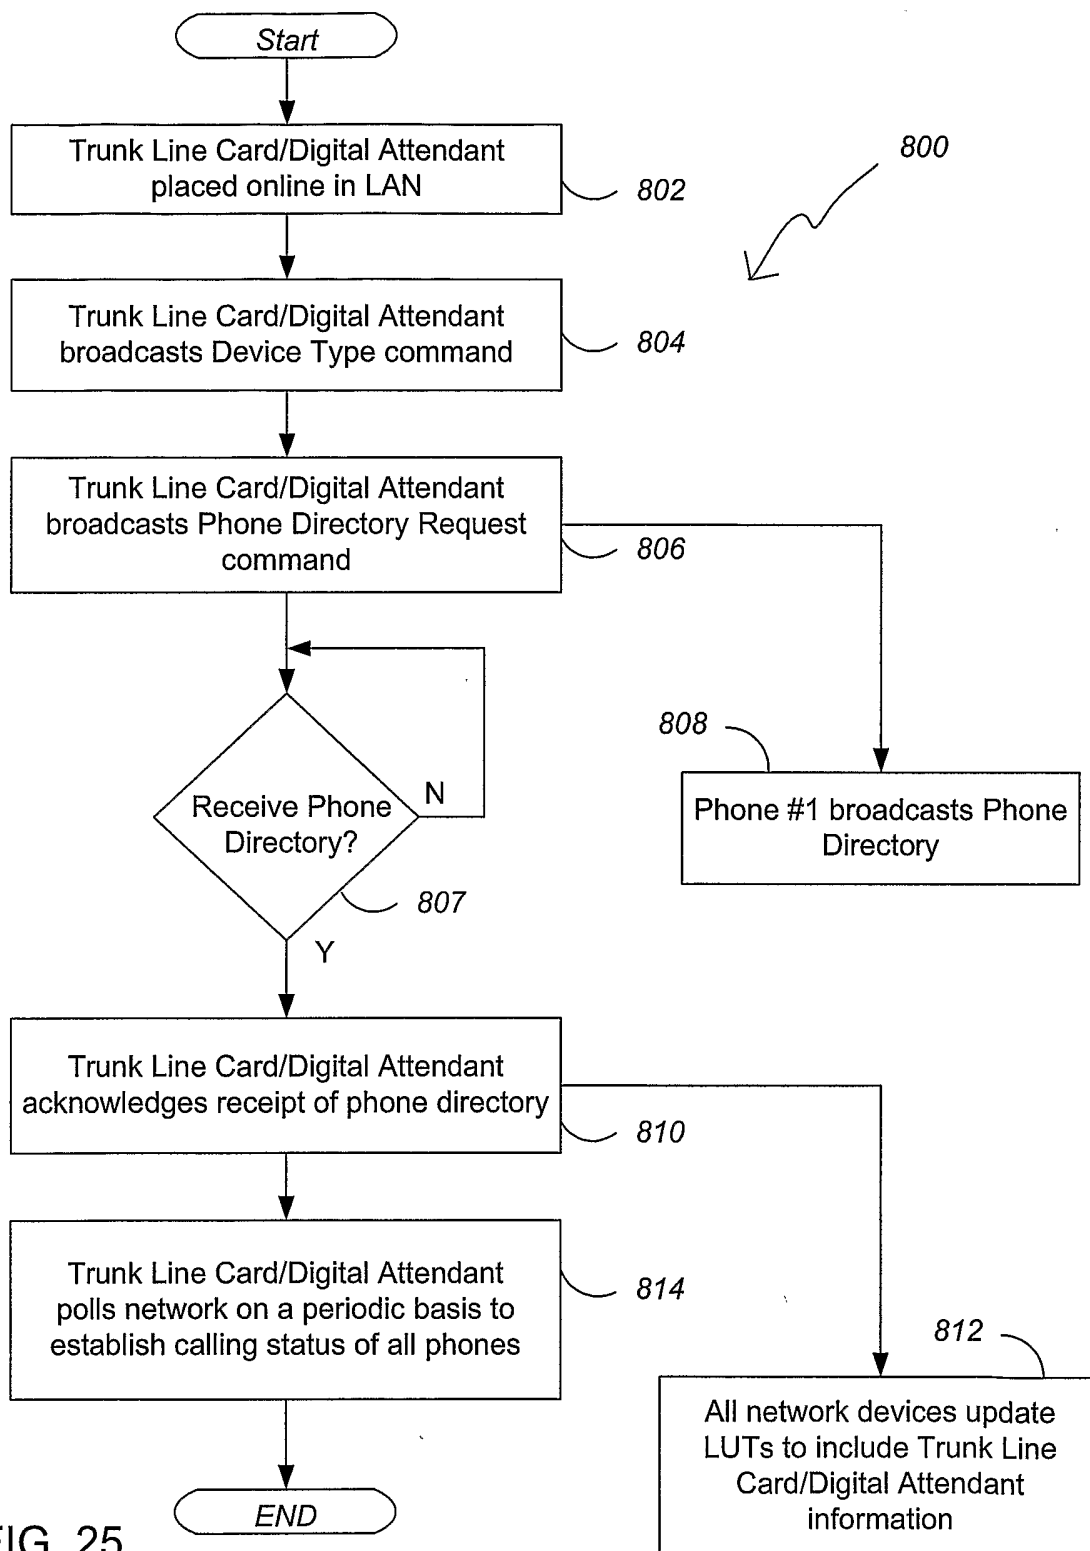 Start
Trunk Line Card/Digital Attendant
placed online in LAN
802
800
Trunk Line Card/Digital Attendant
broadcasts Device Type command
804
Trunk Line Card/Digital Attendant
broadcasts Phone Directory Request
command
806
808
Phone #1 broadcasts Phone
Directory
Receive Phone
Directory?
N
807
Y
Trunk Line Card/Digital Attendant
acknowledges receipt of phone directory
810
Trunk Line Card/Digital Attendant
polls network on a periodic basis to
establish calling status of all phones
814
812
All network devices update
LUTs to include Trunk Line
Card/Digital Attendant
information
END
FIG. 25